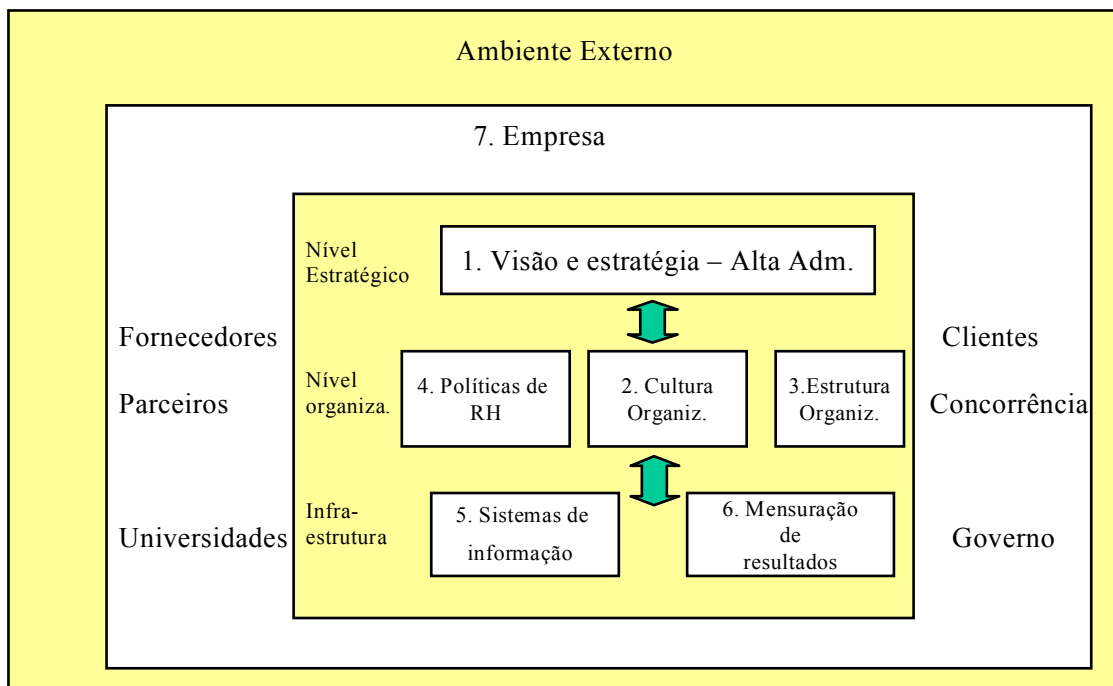 Ambiente Externo
7. Empresa
Nível
Estratégico
1. Visão e estratégia – Alta Adm.
Fornecedores
Clientes
Nível
organiza.
4. Políticas de
RH
2. Cultura
Organiz.
3.Estrutura
Organiz.
Parceiros
Concorrência
Infra-
estrutura
5. Sistemas de
informação
6. Mensuração
de
resultados
Universidades
Governo